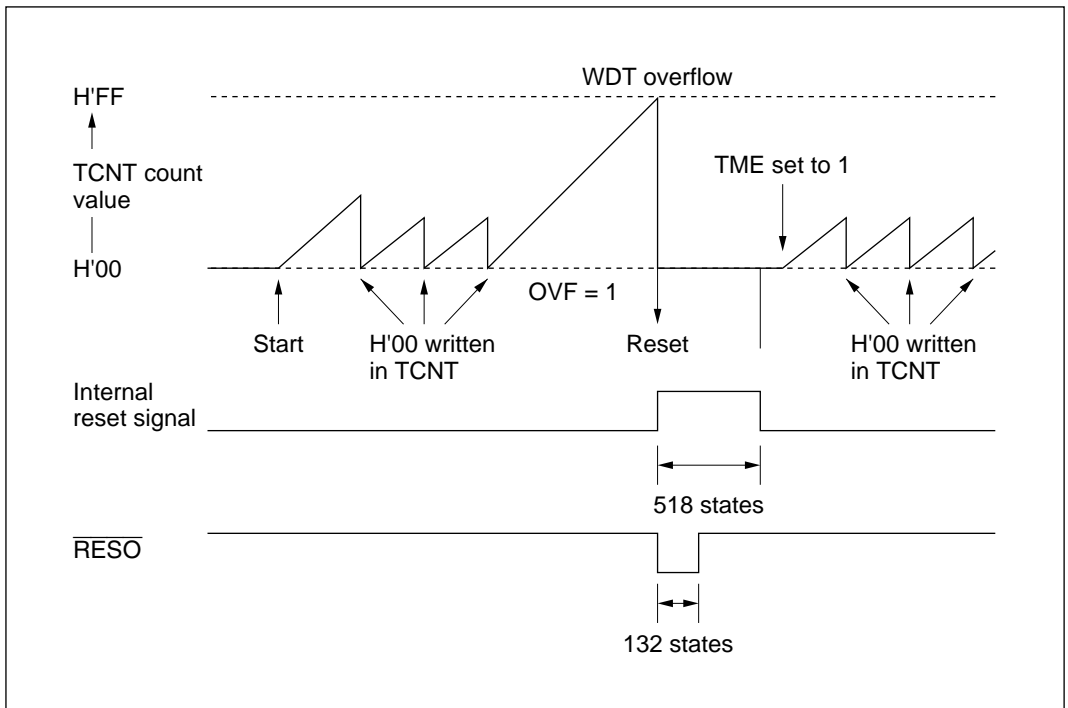 WDT overflow
H'FF
TME set to 1
TCNT count
value
H'00
OVF = 1
Start
H'00 written
in TCNT
Reset
H'00 written
in TCNT
Internal
reset signal
518 states
RESO
132 states